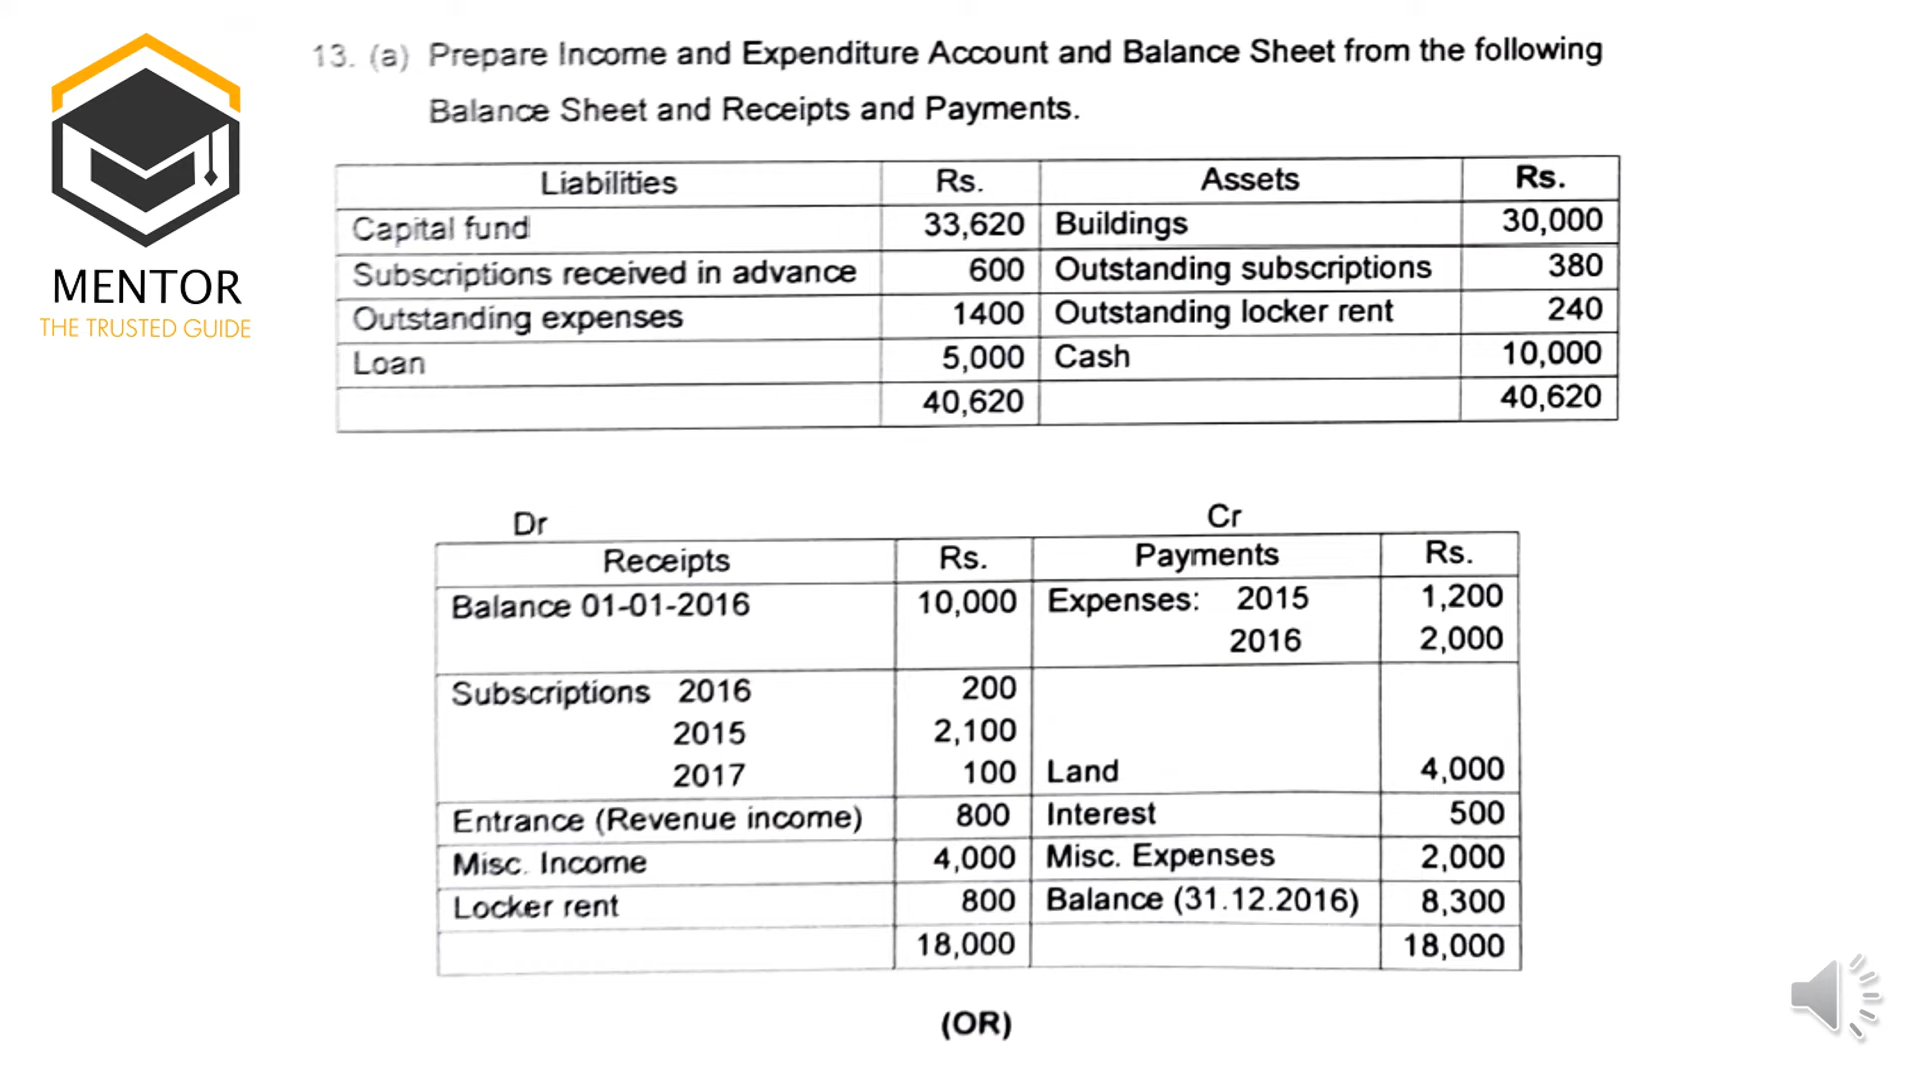 MENTOR
THE TRUSTED GUIDE
13. (a) Prepare Income and Expenditure Account and Balance Sheet from the following
Balance Sheet and Receipts and Payments.
Liabilities Rs. Assets Rs.
Capital fund 33,620 Buildings 30,000
Subscriptions received in advance 600 Outstanding subscriptions 380
Outstanding expenses 1400 Outstanding locker rent 240
Loan 5,000 Cash 10,000
40,620 40,620
Dr Cr
Receipts Rs. Payments Rs.
Balance 01-01-2016 10,000 Expenses: 2015 1,200
2016 2,000
Subscriptions 2016 200
2015 2,100
2017 100 Land 4,000
Entrance (Revenue income) 800 Interest 500
Misc. Income 4,000 Misc. Expenses 2,000
Locker rent 800 Balance (31.12.2016) 8,300
18,000 18,000
(OR)